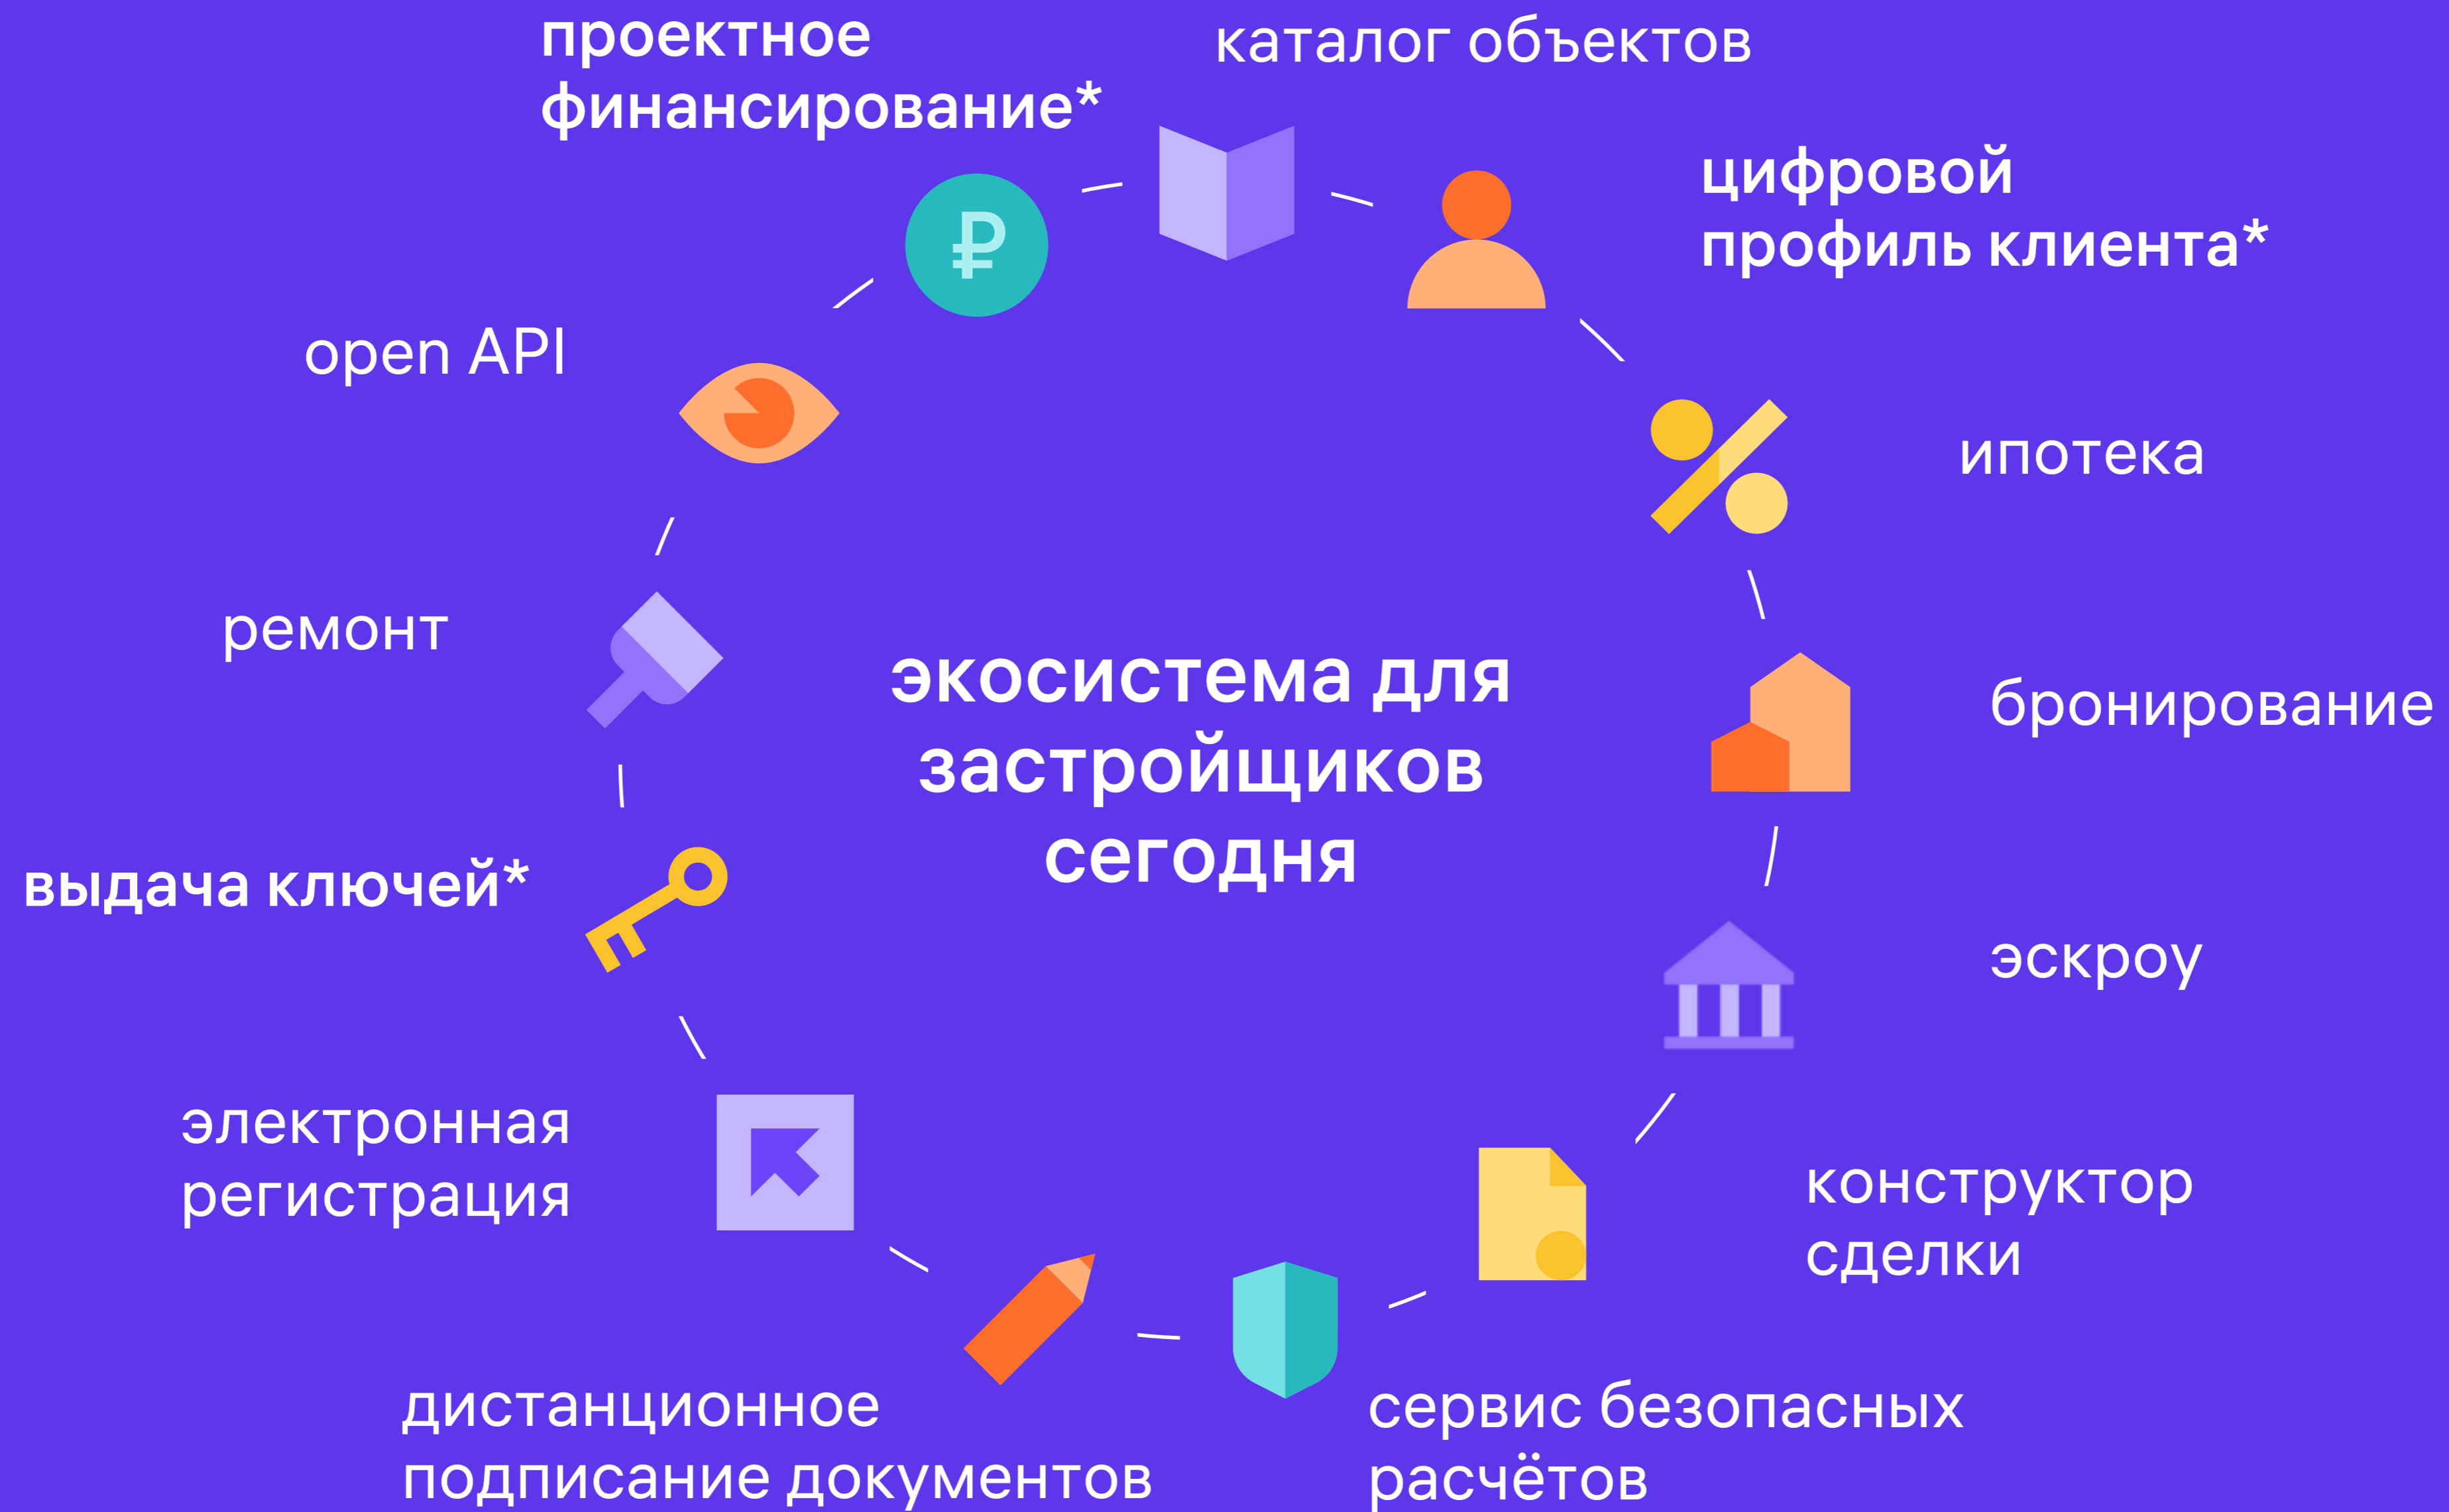 проектное
финансирование*
каталог объектов
цифровой
профиль клиента*
open API
ипотека
ремонт
экосистема для
застройщиков
сегодня
бронирование
выдача ключей*
эскроу
электронная
регистрация
конструктор
сделки
дистанционное
подписание документов
сервис безопасных
расчётов
₽